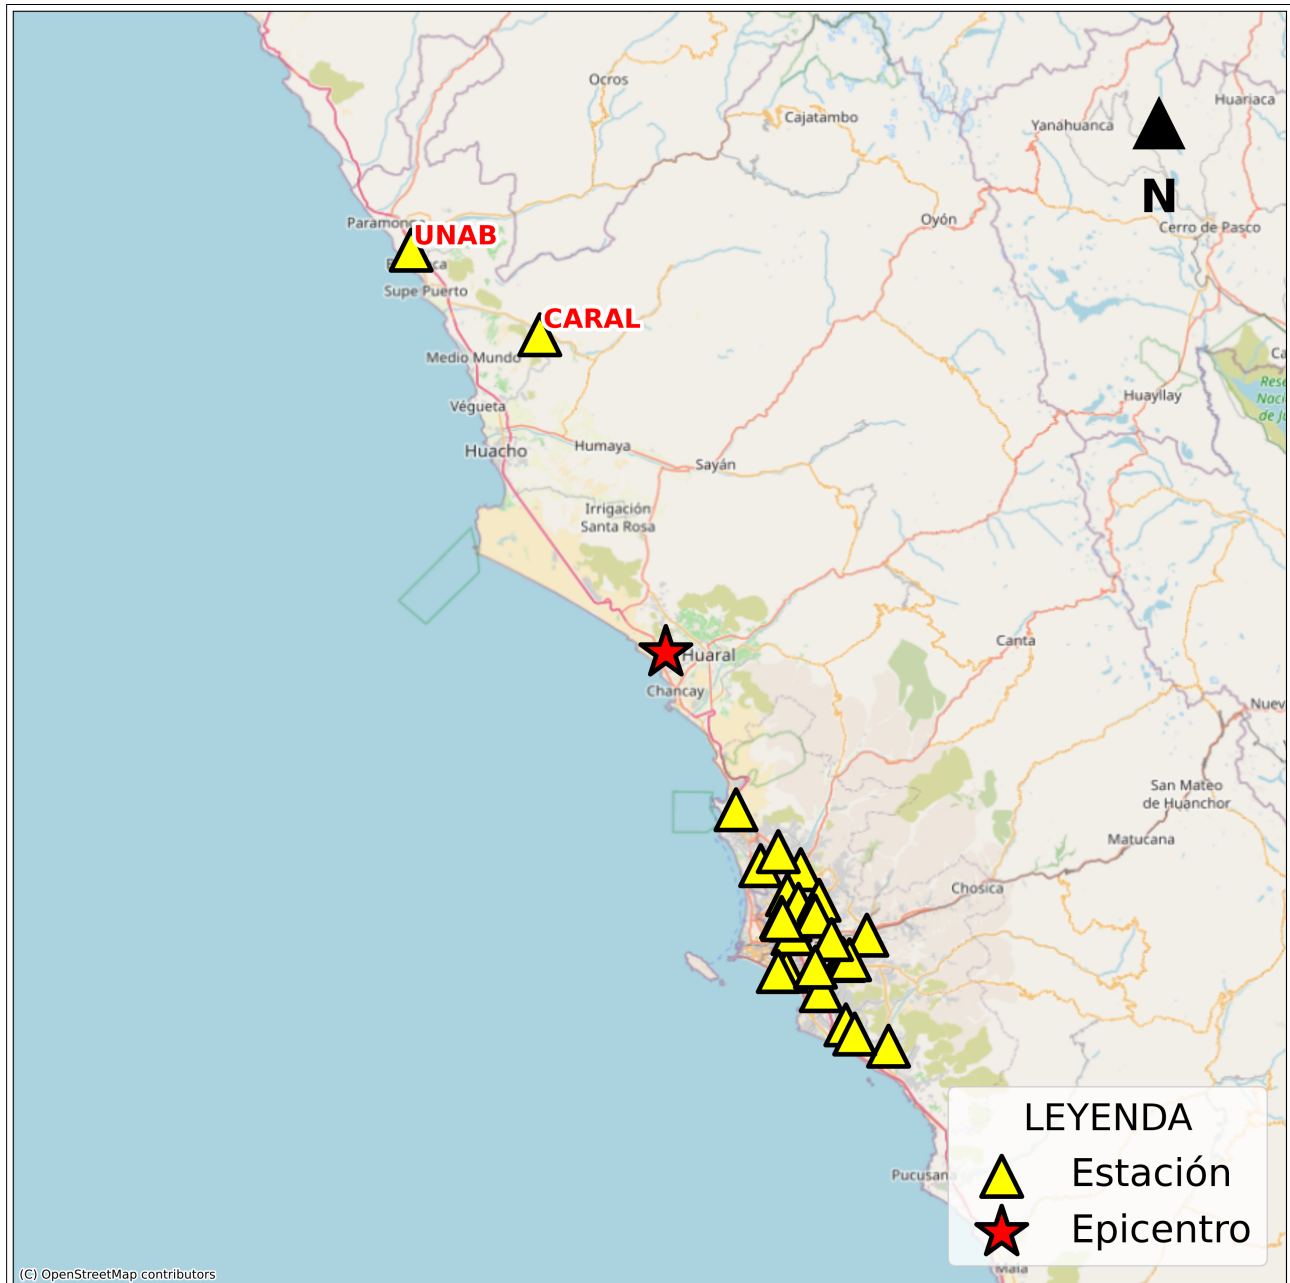 Ocros
Cajatambo
Huariaca
Yanahuanca
N
Paramonga
UNAB
Oyón
Cerro de Pasco
Supe Puerto
CARAL
Medio Mundo
Huayllay
Végueta
Huacho
Humaya
Sayán
Irrigación
Santa Rosa
Canta
Huaral
Chancay
San Mateo
de Huanchor
Matucana
Chosica
LEYENDA
Estación
Epicentro
Pucusana
(C) OpenStreetMap contributors